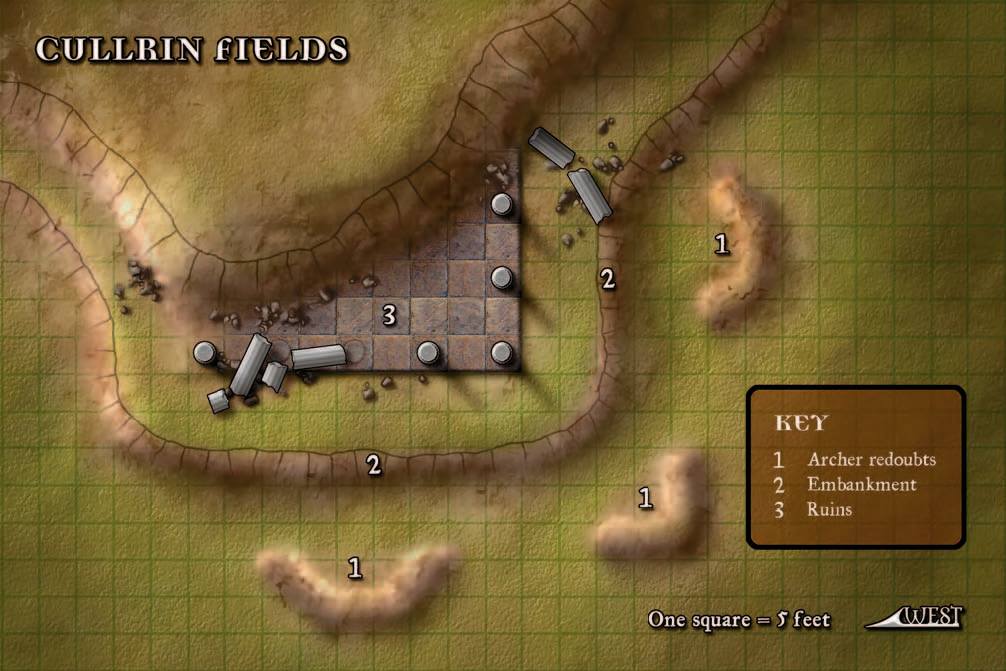 CULLRIN FIELDS
1
2
3
2
1
1
KEY
1 Archer redoubts
2 Embankment
3 Ruins
One square = 5 feet
WEST